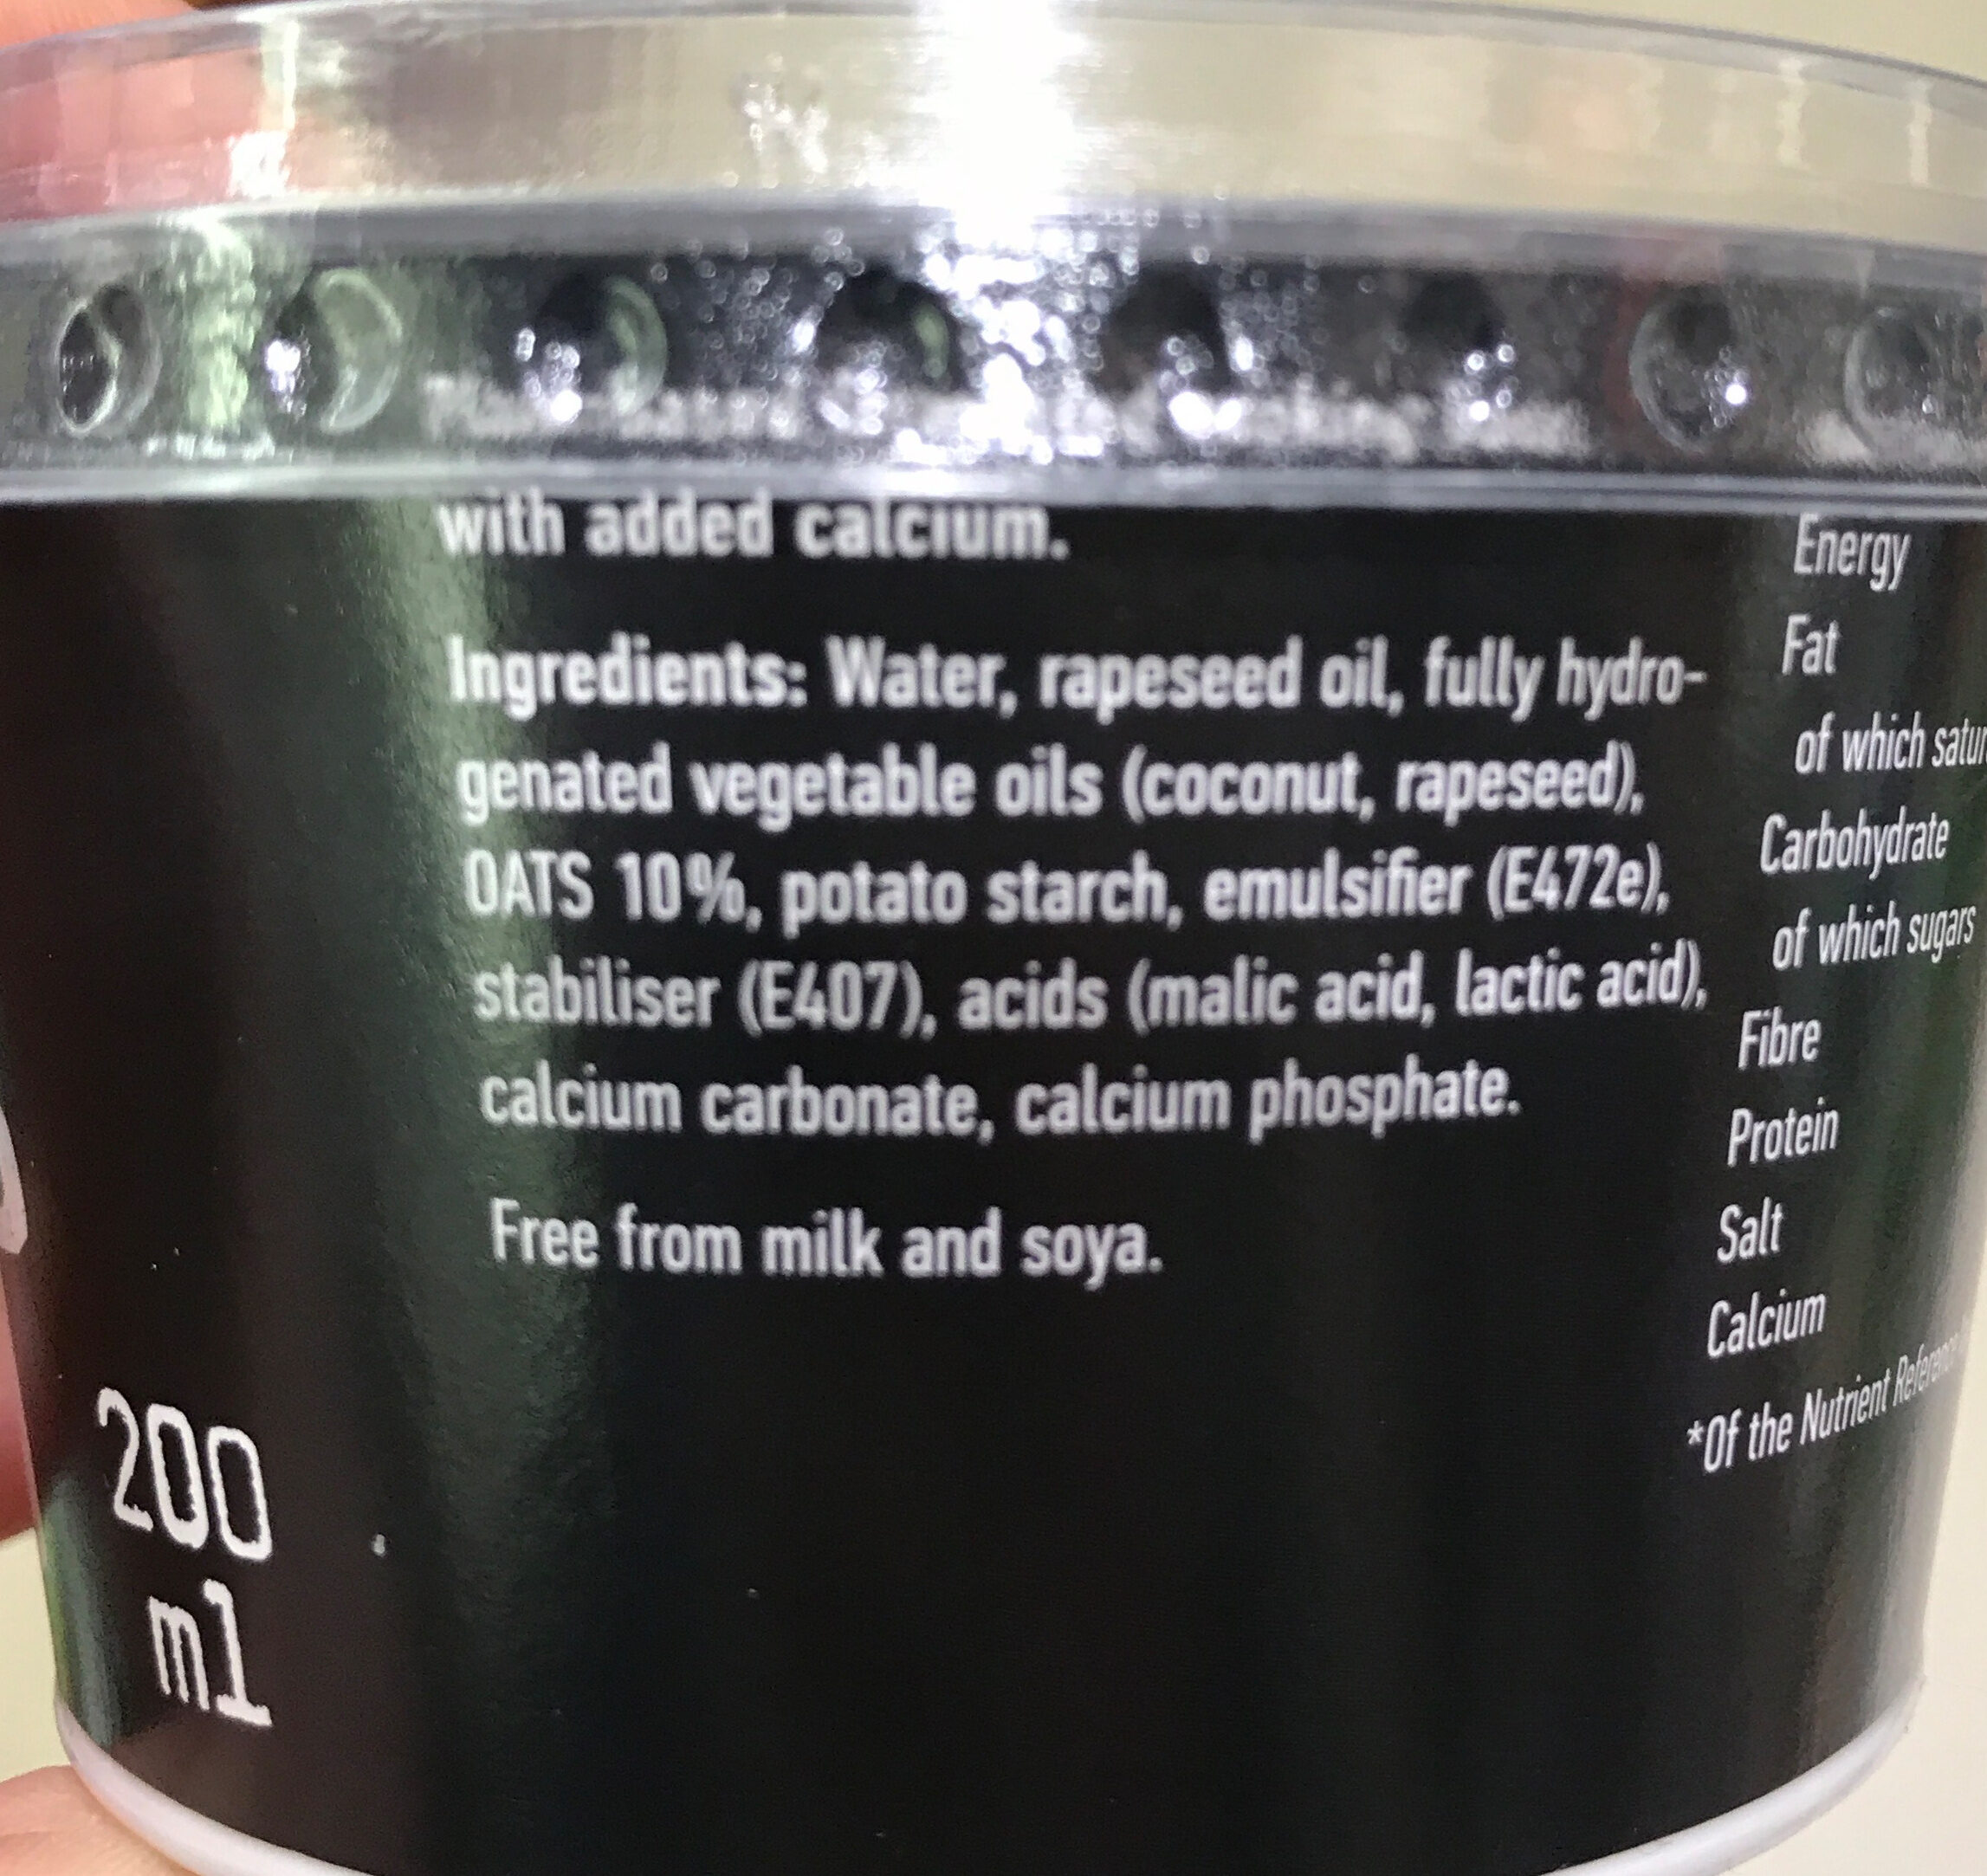 with added calcium.
Ingredients: Water, rapeseed oil, fully hydro-
genated vegetable oils (coconut, rapeseed),
OATS 10%, potato starch, emulsifier (E472e),
stabiliser (E407), acids (malic acid, lactic acid),
calcium carbonate, calcium phosphate.
Free from milk and soya.
200
ml
Energy
Fat
of which
Carbohydrate
of which sugars
Fibre
Protein
Salt
Calcium
*Of the Nutrient